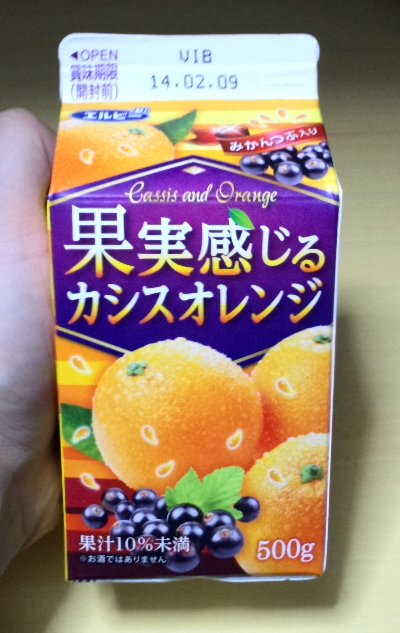 ◀OPEN
賞味期限
(開封前)
VIB
14.02.09
エルビー
みかんつぶ入り
Cassis and Orange
果実感じる
カシスオレンジ
果汁10%未満
※お酒ではありません
500g